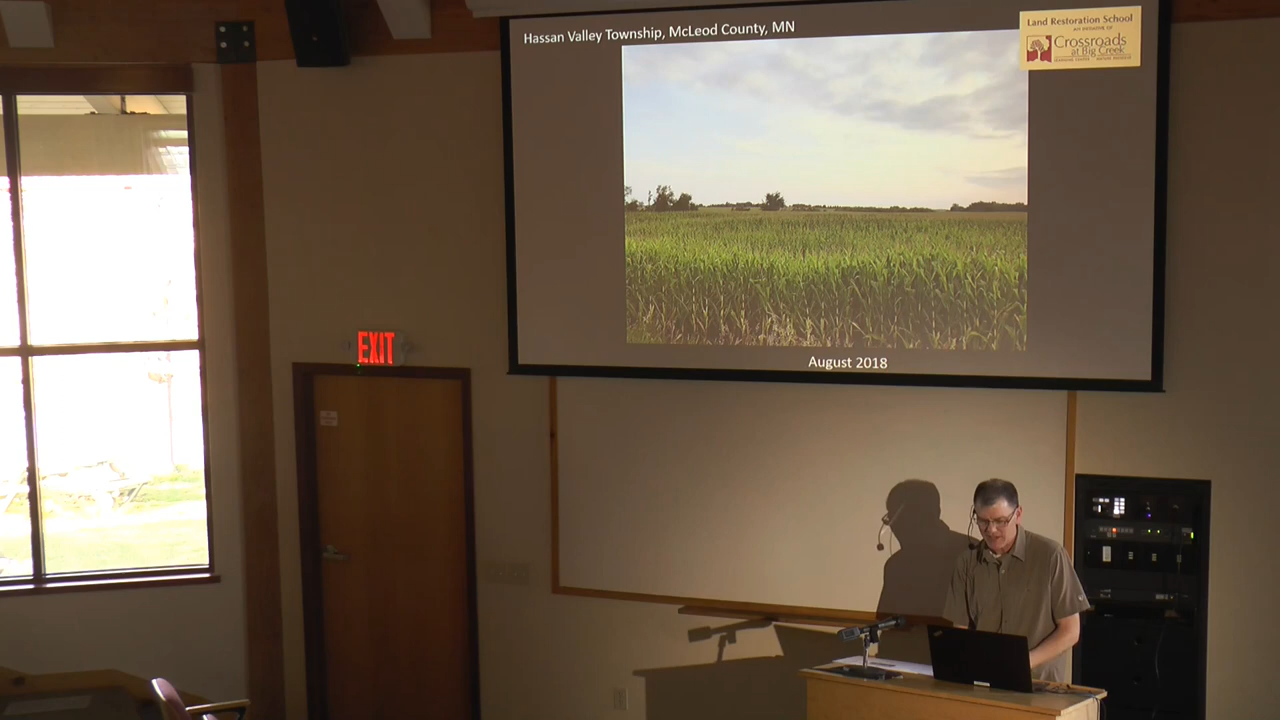 Hassan Valley Township, McLeod County, MN
Land Restoration School
Crossroads
at Big Creek
EXIT
August 2018